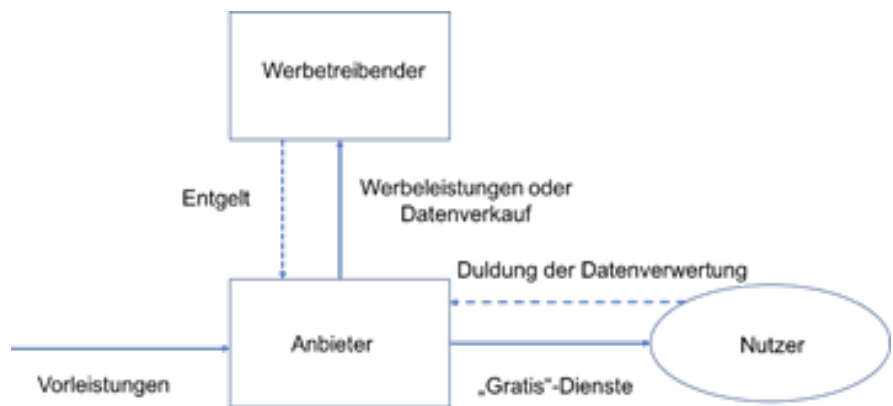 Werbetreibender
Entgelt
Werbeleistungen oder
Datenverkauf
Duldung der Datenverwertung
Anbieter
Nutzer
Vorleistungen
„Gratis“-Dienste